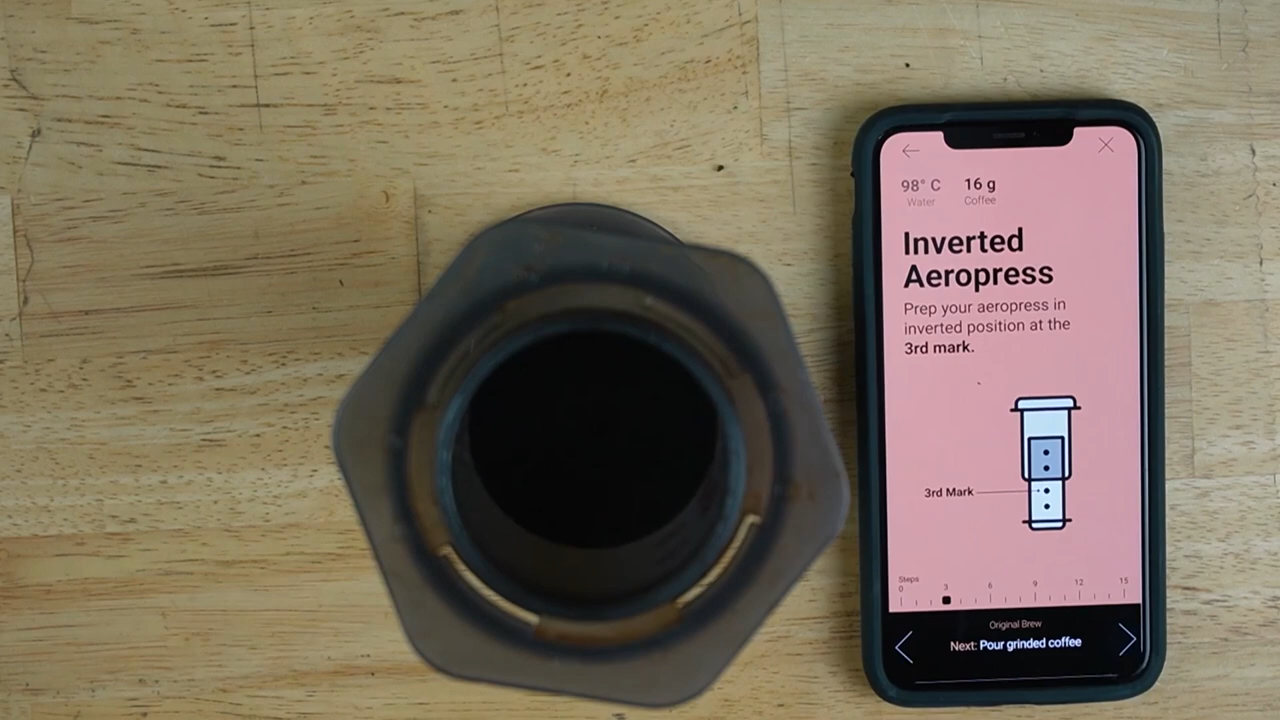 98° C
16 g
Water
Coffee
Inverted
Aeropress
Prep your aeropress in
inverted position at the
3rd mark.
3rd Mark
Steps
0
3
6
9
12
15
Original Brew
Next: Pour grinded coffee